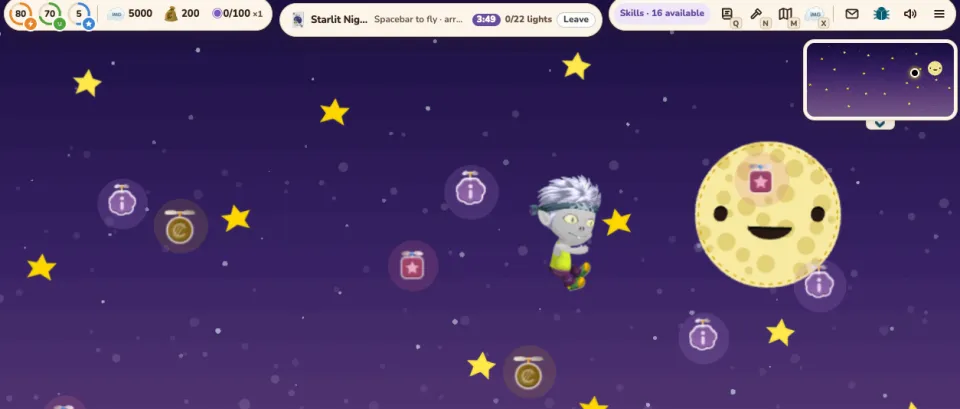 80 70 5 5000 200 0/100 ×1
Starlit Nig... Spacebar to fly · arr... 3:49 0/22 lights Leave
Skills · 16 available Q N M X
i
i
i
i
C
C